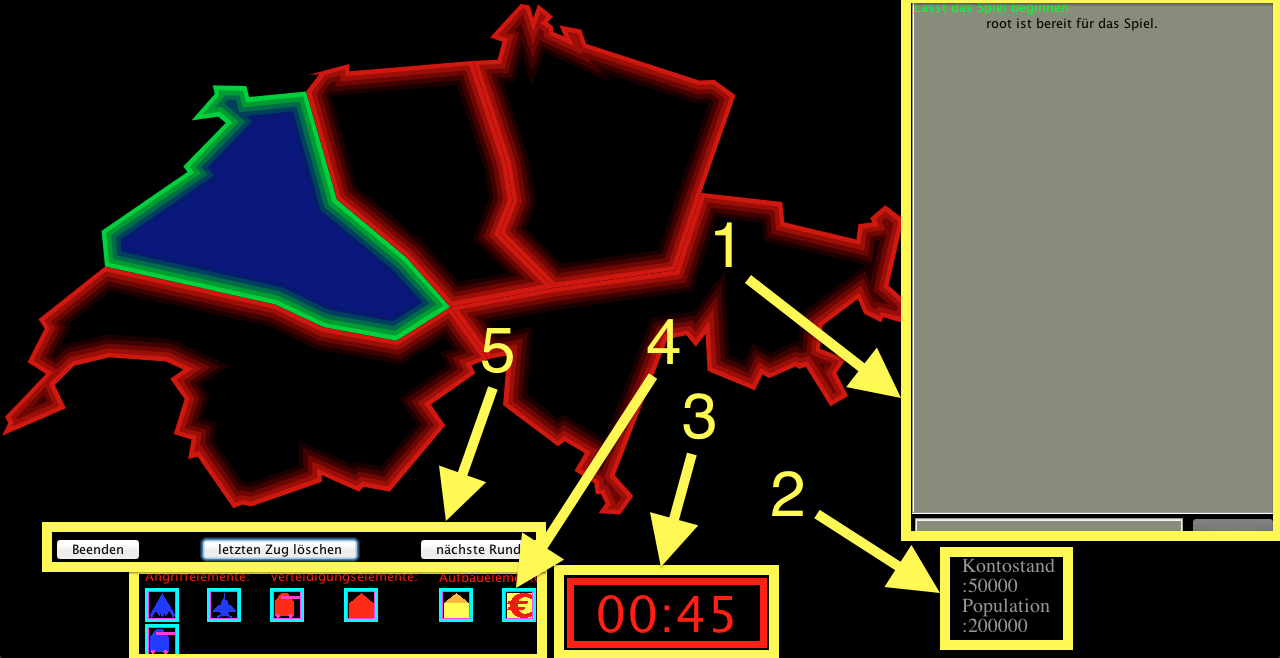 Lasst das Spiel beginnen
root ist bereit für das Spiel.
1
5
4
3
2
Beenden
letzten Zug löschen
nächste Rund
Angriffelemente:
Verteidigungselemente:
Aufbauelemen
€
00:45
Kontostand
:50000
Population
:200000